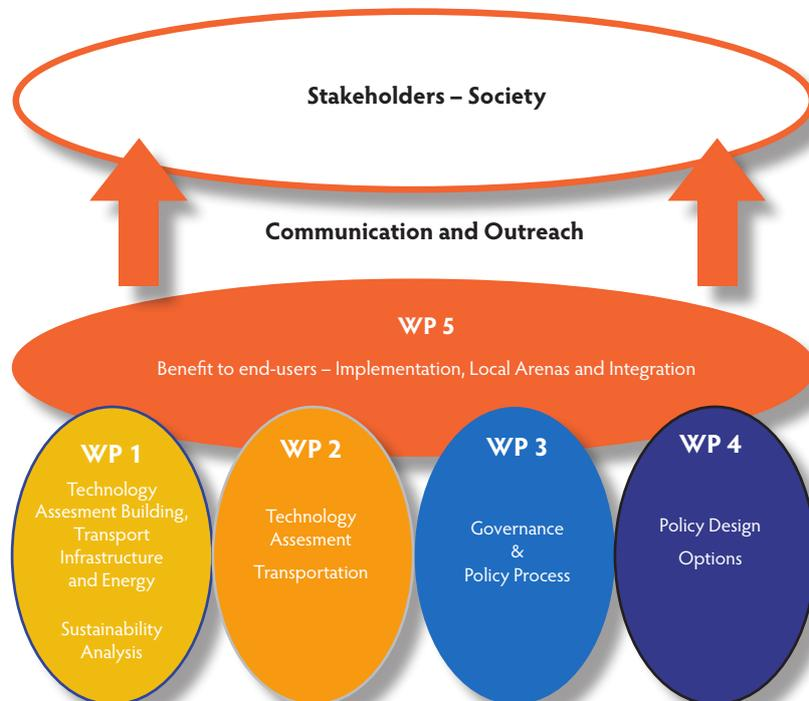 Stakeholders – Society
Communication and Outreach
WP 5
Benefit to end-users – Implementation, Local Arenas and Integration
WP 1
Technology
Assesment Building,
Transport
Infrastructure
and Energy
Sustainability
Analysis
WP 2
Technology
Assesment
Transportation
WP 3
Governance
&
Policy Process
WP 4
Policy Design
Options